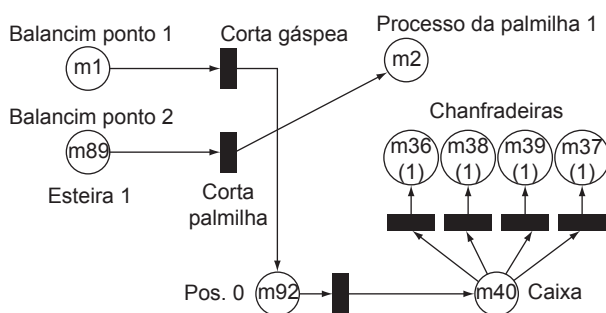 Balancim ponto 1
Corta gáspea
Processo da palmilha 1
m1
m2
Balancim ponto 2
Chanfradeiras
m89
m36
(1)
m38
(1)
m39
(1)
m37
(1)
Esteira 1
Corta
palmilha
Pos. 0
m92
m40
Caixa